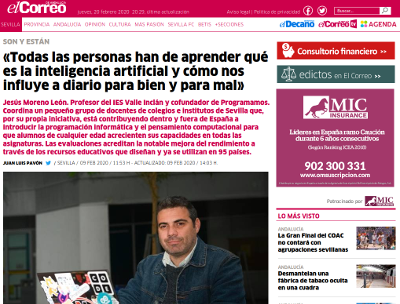 elCorreo
jueves, 20 febrero 2020
20:25
última actualización
Aviso legal | Política de privacidad
SEVILLA PROVINCIA ANDALUCÍA OPINIÓN CULTURA MÁS PASIÓN SEVILLA FC BETIS +SECCIONES
elDecano elCorreo tv AGENDA
SON Y ESTÁN
«Todas las personas han de aprender qué
es la inteligencia artificial y cómo nos
influye a diario para bien y para mal»
Jesús Moreno León. Profesor del IES Valle Inclán y cofundador de Programamos.
Coordina un pequeño grupo de docentes de colegios e institutos de Sevilla que,
por su propia iniciativa, está contribuyendo dentro y fuera de España a
introducir la programación informática y el pensamiento computacional para
que alumnos de cualquier edad acrecienten sus capacidades en todas las
asignaturas. Las evaluaciones acreditan la notable mejora del rendimiento a
través de los recursos educativos que diseñan y ya se utilizan en 95 países.
JUAN LUIS PAVÓN / SEVILLA / 09 FEB 2020 / 11:53 H - ACTUALIZADO: 09 FEB 2020 / 14:03 H
Consultorio financiero >>
edictos en El Correo >>
MIC
INSURANCE
Líderes en España ramo Caución
durante 6 años consecutivos
(Según Ranking ICEA 2018)
902 300 331
www.omsuscripcion.com
Patrocinado por MIC
LO MÁS VISTO
ANDALUCÍA
La Gran Final del COAC
no contará con
agrupaciones sevillanas
ANDALUCÍA
Desmantelan una
fábrica de tabaco oculta
en una cuadra